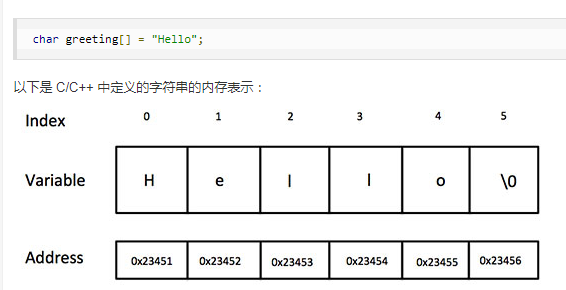 char greeting[] = "Hello";
以下是 C/C++ 中定义的字符串的内存表示：
Index 0 1 2 3 4 5
Variable H e l l o \0
Address 0x23451 0x23452 0x23453 0x23454 0x23455 0x23456